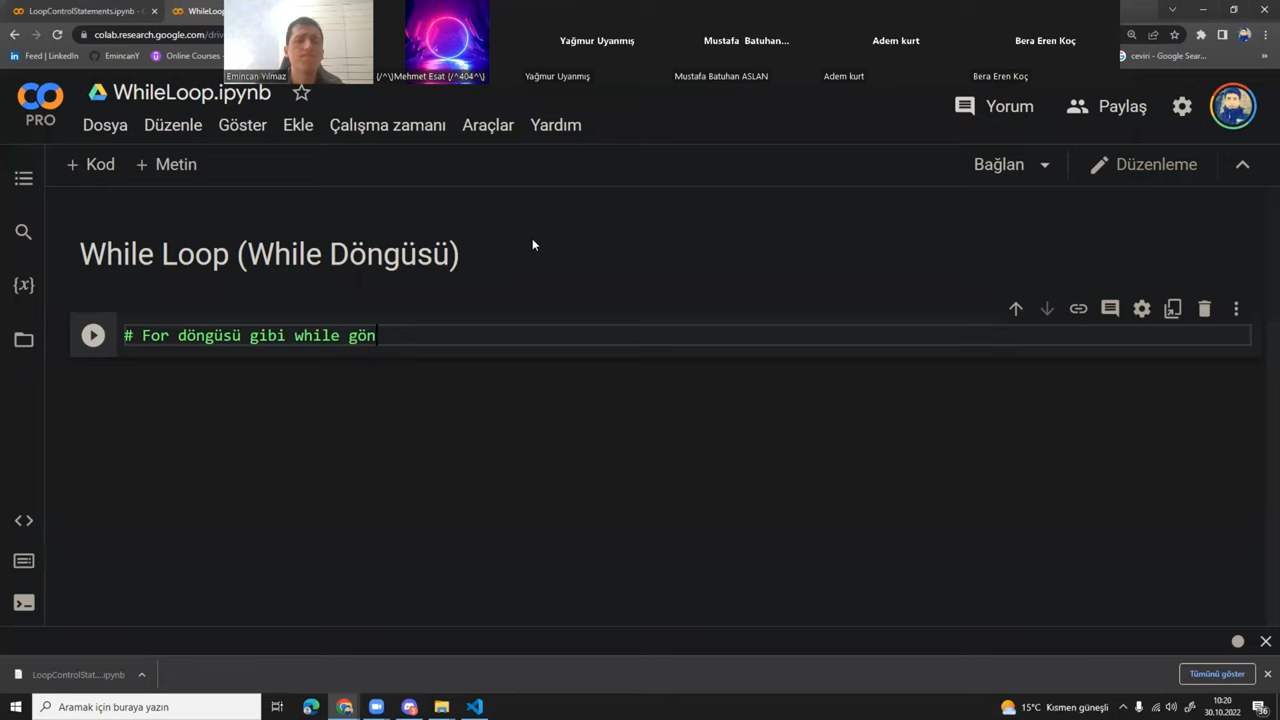 LoopControlStatements.ipynb - C
WhileLoop
colab.research.google.com/driv
Feed | LinkedIn
EmincanY
Online Courses -
ceviri - Google Sear...
Emincan Yılmaz
{/^\}Mehmet Esat {/^404^\}
Yağmur Uyanmış
Yağmur Uyanmış
Mustafa Batuhan...
Mustafa Batuhan ASLAN
Adem kurt
Adem kurt
Bera Eren Koç
Bera Eren Koç
PRO
WhileLoop.ipynb
Yorum
Paylaş
Dosya Düzenle Göster Ekle Çalışma zamanı Araçlar Yardım
+ Kod + Metin
Bağlan
Düzenleme
While Loop (While Döngüsü)
{x}
# For döngüsü gibi while gön
LoopControlStat....ipynb
Tümünü göster
Aramak için buraya yazın
15°C Kısmen güneşli
10:20
30.10.2022